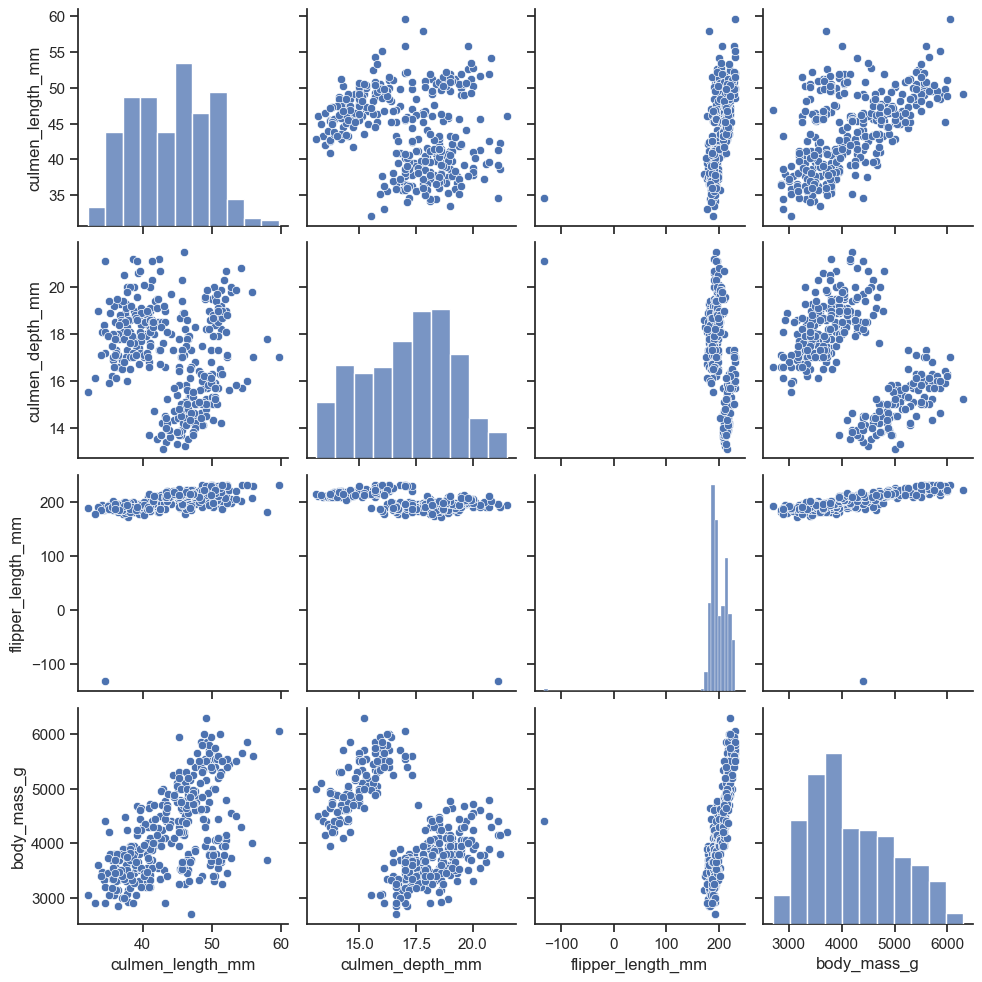 60
55
50
45
40
35
culmen_length_mm
20
18
16
14
culmen_depth_mm
200
100
0
−100
flipper_length_mm
6000
5000
4000
3000
body_mass_g
40 50 60
culmen_length_mm
15.0 17.5 20.0
culmen_depth_mm
−100 0 100 200
flipper_length_mm
3000 4000 5000 6000
body_mass_g